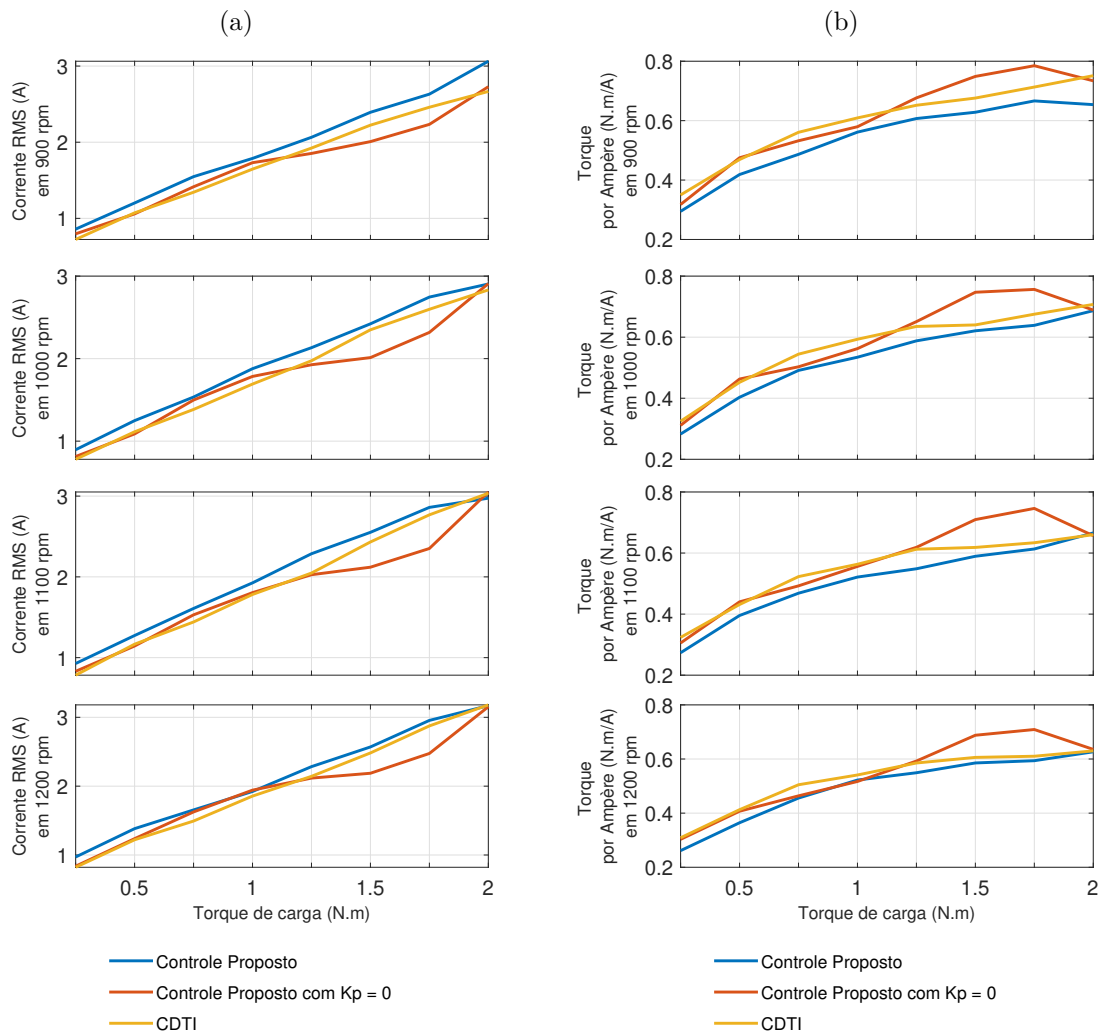 (a)
(b)
Corrente RMS (A)
em 900 rpm
3
2
1
Torque
por Ampère (N.m/A)
em 900 rpm
0.8
0.6
0.4
0.2
Corrente RMS (A)
em 1000 rpm
3
2
1
Torque
por Ampère (N.m/A)
em 1000 rpm
0.8
0.6
0.4
0.2
Corrente RMS (A)
em 1100 rpm
3
2
1
Torque
por Ampère (N.m/A)
em 1100 rpm
0.8
0.6
0.4
0.2
Corrente RMS (A)
em 1200 rpm
3
2
1
0.5 1 1.5 2
Torque de carga (N.m)
Torque
por Ampère (N.m/A)
em 1200 rpm
0.8
0.6
0.4
0.2
0.5 1 1.5 2
Torque de carga (N.m)
Controle Proposto
Controle Proposto com Kp = 0
CDTI
Controle Proposto
Controle Proposto com Kp = 0
CDTI